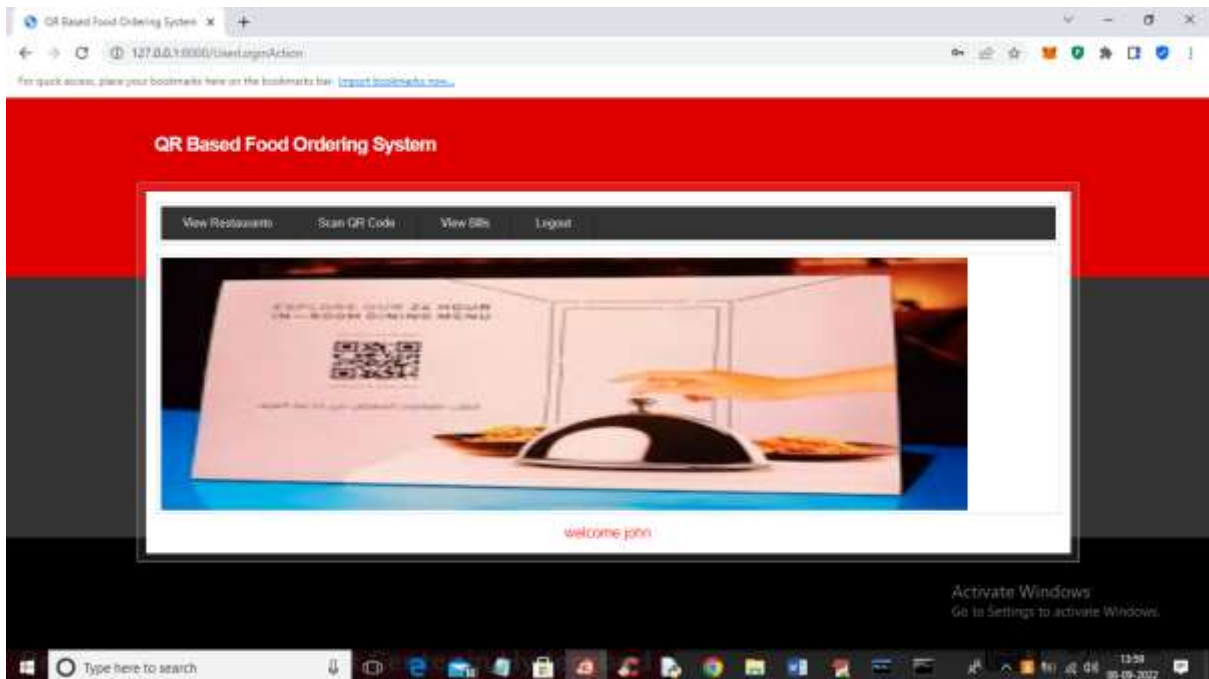 QR Based Food Ordering System
127.0.0.1:8000/UserLoginAction
For quick access, place your bookmarks here on the bookmarks bar. Import bookmarks now...
QR Based Food Ordering System
View Restaurants Scan QR Code View Bills Logout
EXPLORE OUR 24 HOUR
IN-ROOM DINING MENU
welcome john
Activate Windows
Go to Settings to activate Windows.
Type here to search
13:59